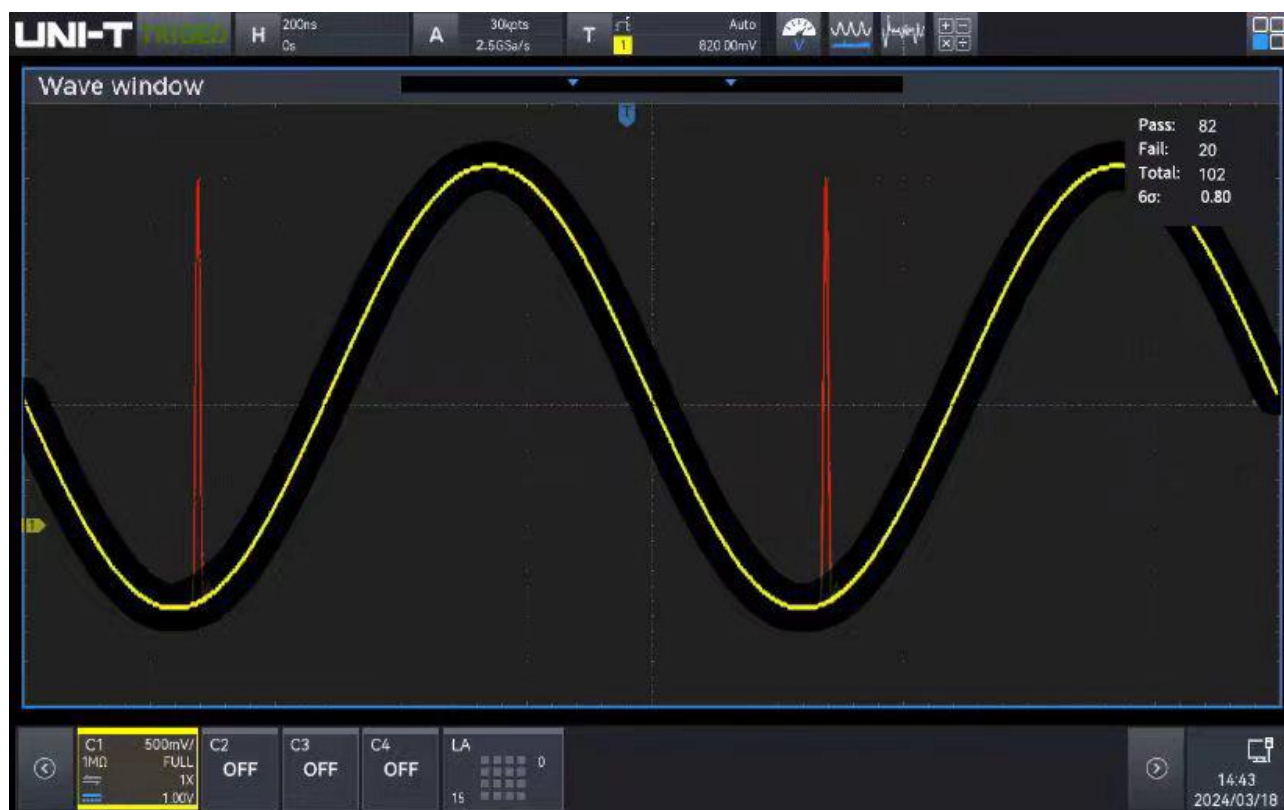 UNI-T TRIGED H 200ns A 30kpts T Auto
0s 2.5GSa/s 1 820.00mV V
Wave window
T
Pass: 82
Fail: 20
Total: 102
6σ: 0.80
1
C1 500mV/ C2 C3 C4 LA
1MΩ FULL OFF OFF OFF 0
1X
1.00V 15
14:43
2024/03/18